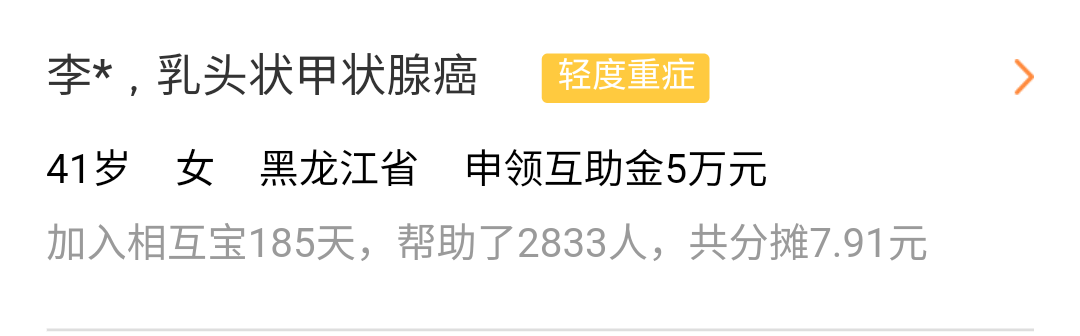 李*，乳头状甲状腺癌 轻度重症
41岁 女 黑龙江省 申领互助金5万元
加入相互宝185天，帮助了2833人，共分摊7.91元